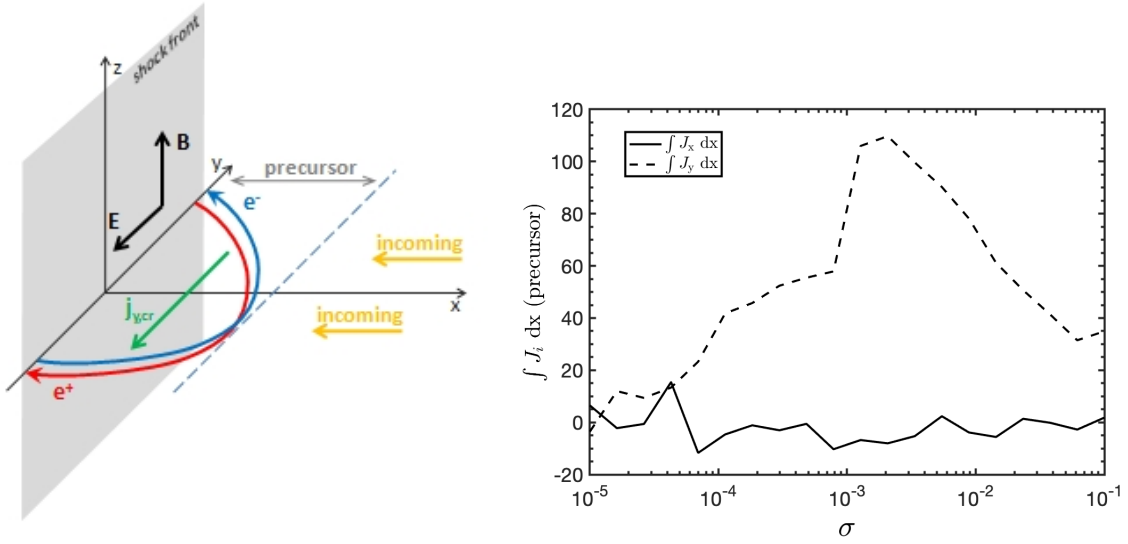 shock front
z
B
y
precursor
e-
E
incoming
j_y,cr
x
incoming
e+
120
100
80
60
40
20
0
-20
∫ J_i dx (precursor)
∫ J_x dx
∫ J_y dx
10^-5
10^-4
10^-3
10^-2
10^-1
σ